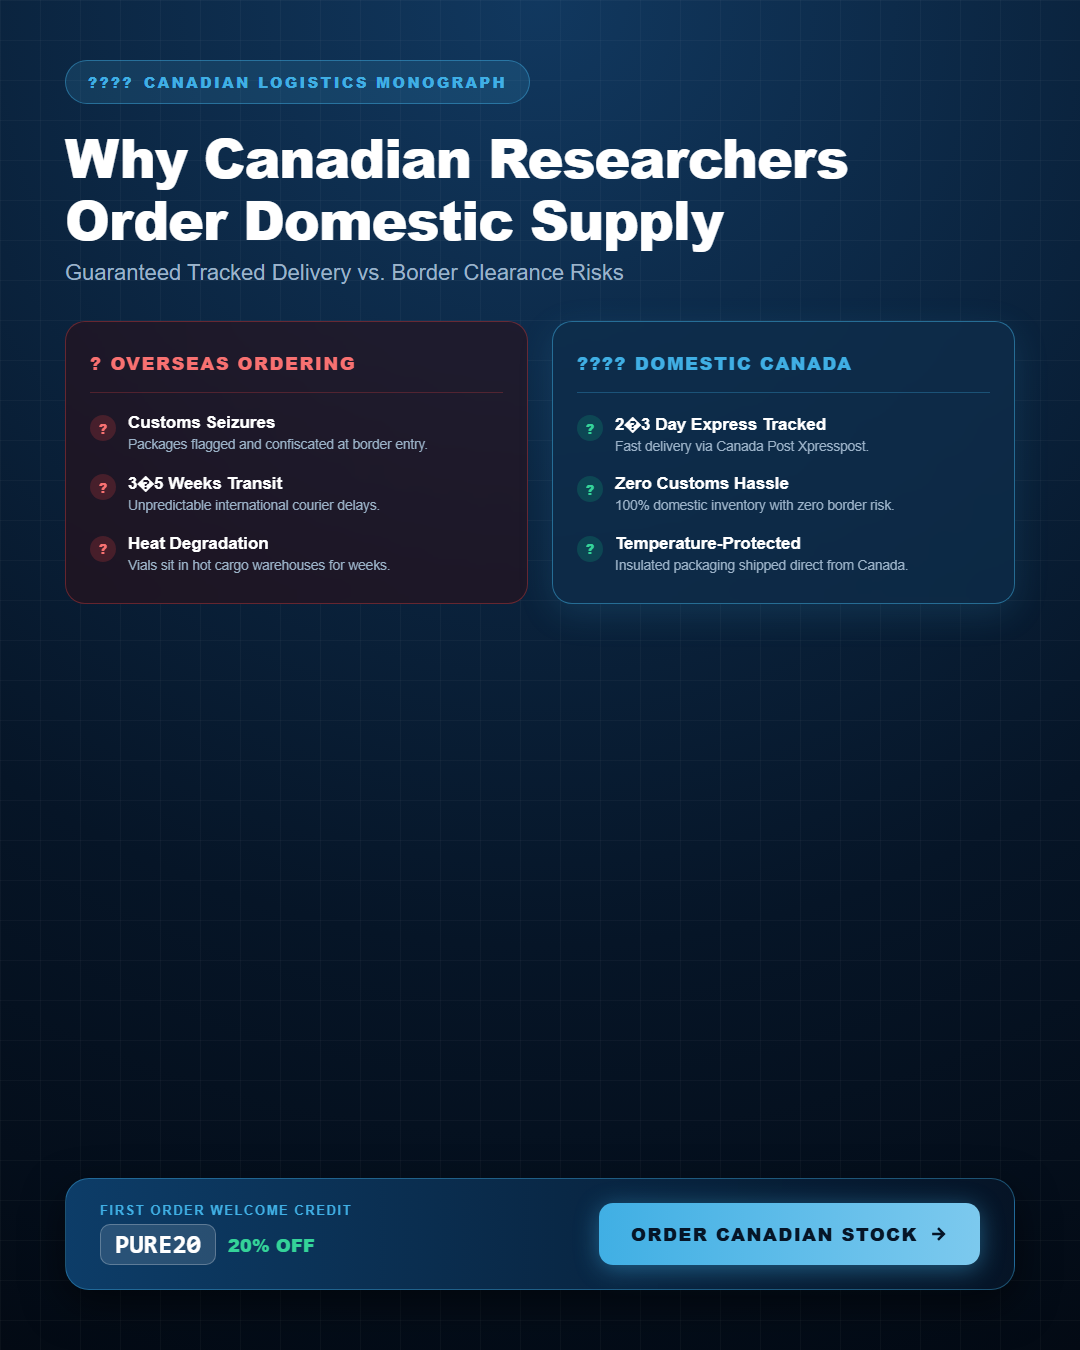 ???? CANADIAN LOGISTICS MONOGRAPH
Why Canadian Researchers
Order Domestic Supply
Guaranteed Tracked Delivery vs. Border Clearance Risks
? OVERSEAS ORDERING
? Customs Seizures
Packages flagged and confiscated at border entry.
? 3�5 Weeks Transit
Unpredictable international courier delays.
? Heat Degradation
Vials sit in hot cargo warehouses for weeks.
???? DOMESTIC CANADA
? 2�3 Day Express Tracked
Fast delivery via Canada Post Xpresspost.
? Zero Customs Hassle
100% domestic inventory with zero border risk.
? Temperature-Protected
Insulated packaging shipped direct from Canada.
FIRST ORDER WELCOME CREDIT
PURE20 20% OFF
ORDER CANADIAN STOCK →